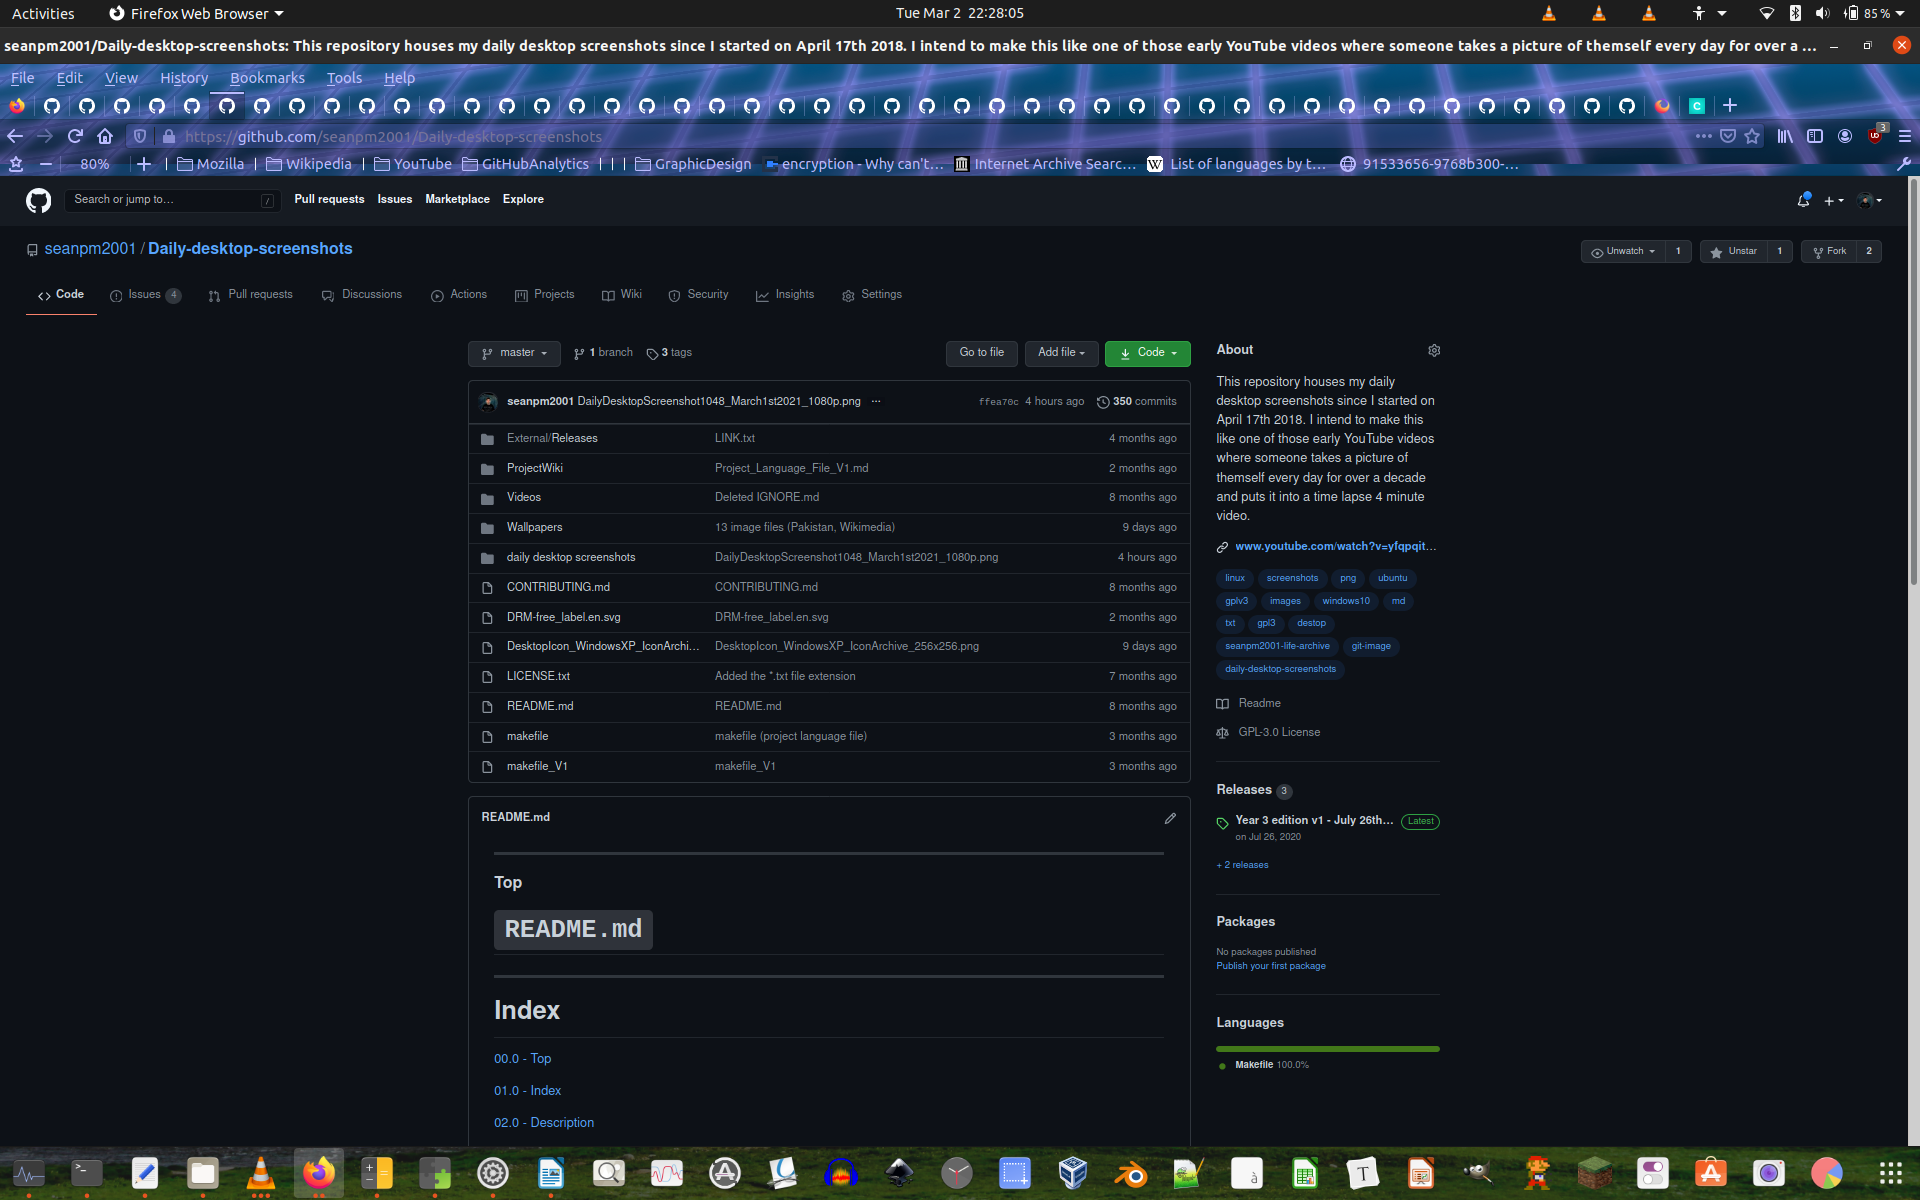 Activities Firefox Web Browser Tue Mar 2 22:28:05 85 %
seanpm2001/Daily-desktop-screenshots: This repository houses my daily desktop screenshots since I started on April 17th 2018. I intend to make this like one of those early YouTube videos where someone takes a picture of themself every day for over a ...
File Edit View History Bookmarks Tools Help
https://github.com/seanpm2001/Daily-desktop-screenshots 3
80% Mozilla Wikipedia YouTube GitHubAnalytics GraphicDesign encryption - Why can't... Internet Archive Searc... List of languages by t... 91533656-9768b300-...
Search or jump to... / Pull requests Issues Marketplace Explore
seanpm2001 / Daily-desktop-screenshots Unwatch 1 Unstar 1 Fork 2
Code Issues 4 Pull requests Discussions Actions Projects Wiki Security Insights Settings
master 1 branch 3 tags Go to file Add file Code
seanpm2001 DailyDesktopScreenshot1048_March1st2021_1080p.png ... ffea70c 4 hours ago 350 commits
External/Releases LINK.txt 4 months ago
ProjectWiki Project_Language_File_V1.md 2 months ago
Videos Deleted IGNORE.md 8 months ago
Wallpapers 13 image files (Pakistan, Wikimedia) 9 days ago
daily desktop screenshots DailyDesktopScreenshot1048_March1st2021_1080p.png 4 hours ago
CONTRIBUTING.md CONTRIBUTING.md 8 months ago
DRM-free_label.en.svg DRM-free_label.en.svg 2 months ago
DesktopIcon_WindowsXP_IconArchi... DesktopIcon_WindowsXP_IconArchive_256x256.png 9 days ago
LICENSE.txt Added the *.txt file extension 7 months ago
README.md README.md 8 months ago
makefile makefile (project language file) 3 months ago
makefile_V1 makefile_V1 3 months ago
README.md
Top
README.md
Index
00.0 - Top
01.0 - Index
02.0 - Description
About
This repository houses my daily
desktop screenshots since I started on
April 17th 2018. I intend to make this
like one of those early YouTube videos
where someone takes a picture of
themself every day for over a decade
and puts it into a time lapse 4 minute
video.
www.youtube.com/watch?v=yfqpqit...
linux screenshots png ubuntu
gplv3 images windows10 md
txt gpl3 destop
seanpm2001-life-archive git-image
daily-desktop-screenshots
Readme
GPL-3.0 License
Releases 3
Year 3 edition v1 - July 26th... Latest
on Jul 26, 2020
+ 2 releases
Packages
No packages published
Publish your first package
Languages
Makefile 100.0%